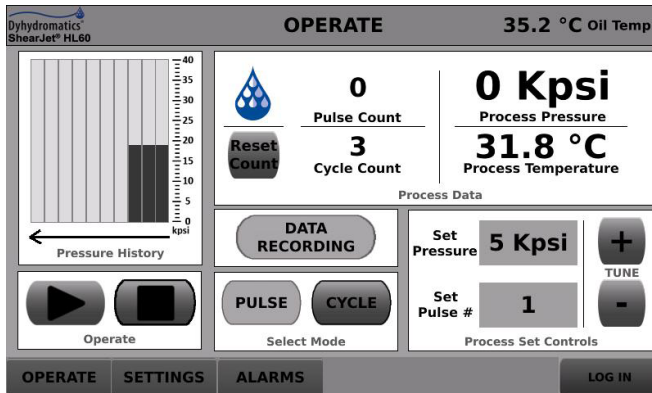 Dyhydromatics®
ShearJet® HL60
OPERATE
35.2 °C Oil Temp
40
35
30
25
20
15
10
5
0
kpsi
Pressure History
0
Pulse Count
0 Kpsi
Process Pressure
Reset
Count
3
Cycle Count
31.8 °C
Process Temperature
Process Data
DATA
RECORDING
Set
Pressure
5 Kpsi
+
TUNE
Set
Pulse #
1
-
Process Set Controls
Operate
PULSE
CYCLE
Select Mode
OPERATE
SETTINGS
ALARMS
LOG IN